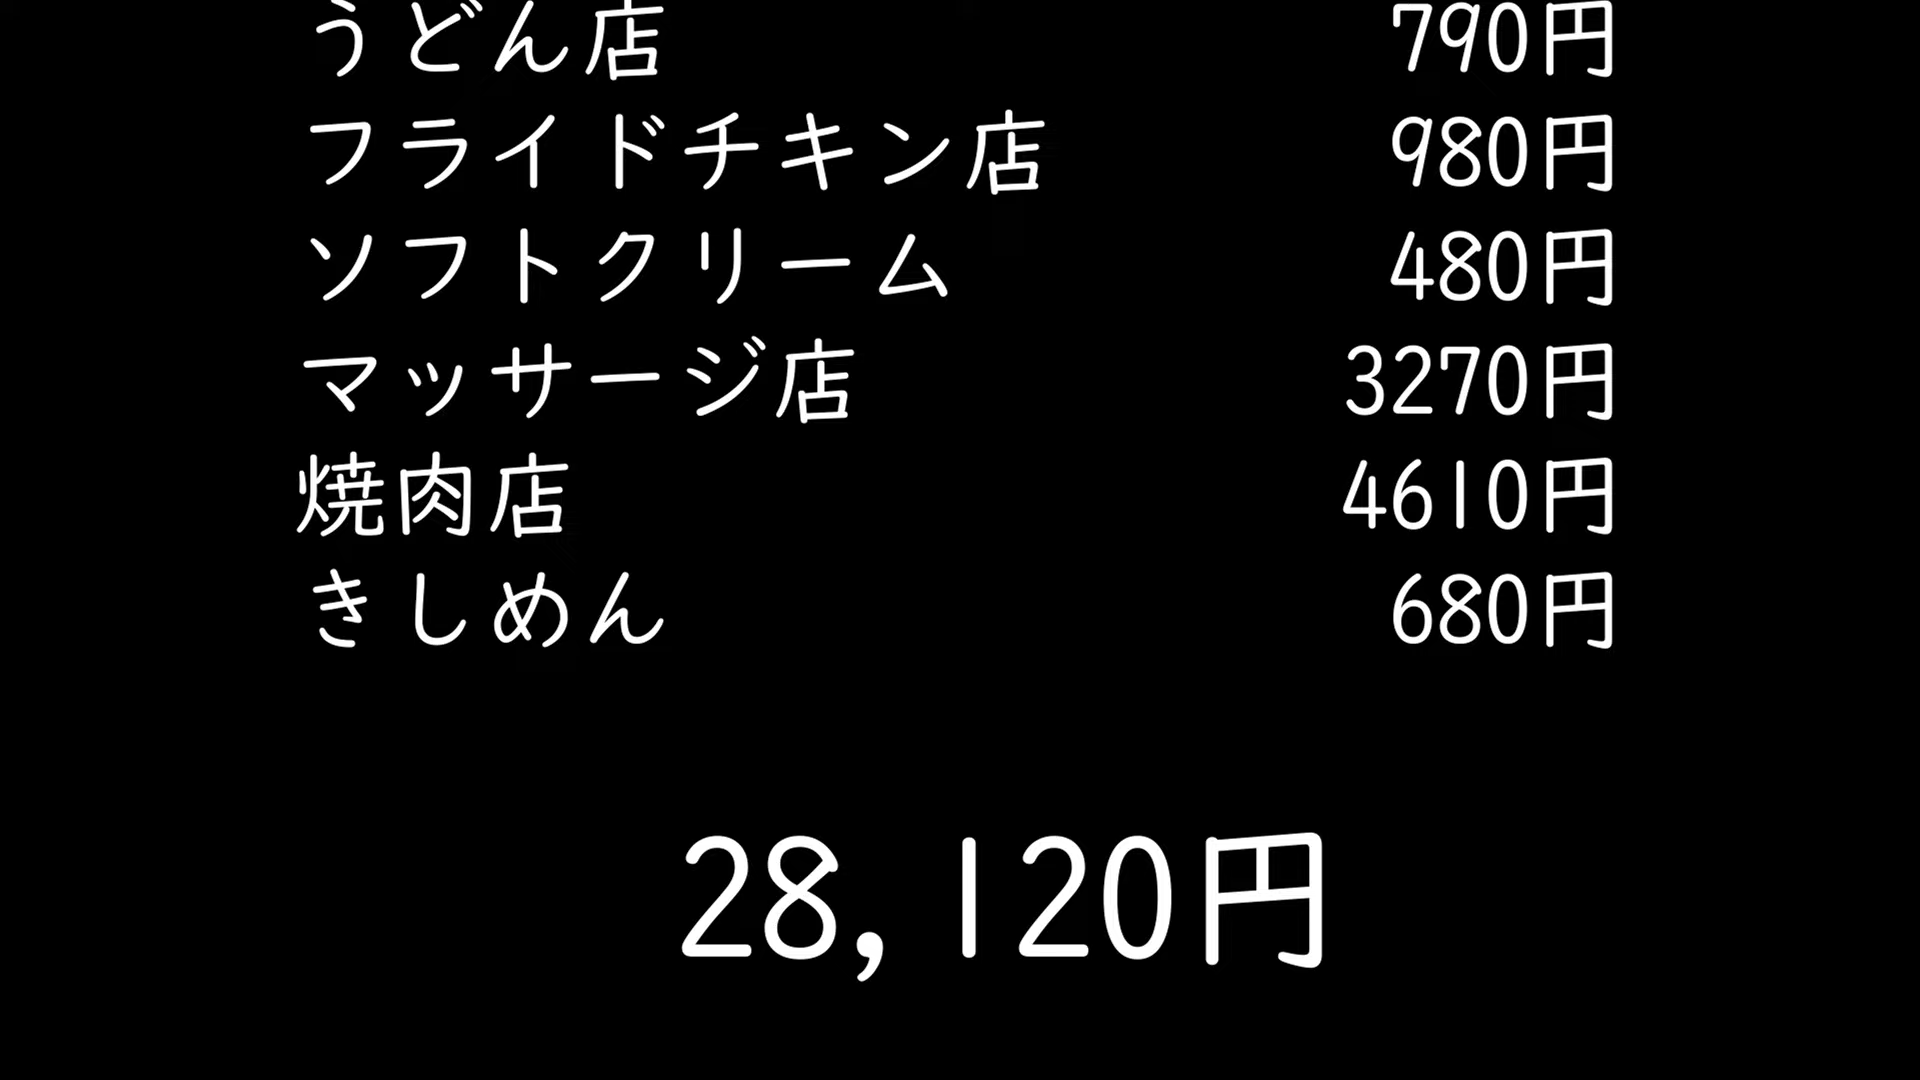 うどん店 790円
フライドチキン店 980円
ソフトクリーム 480円
マッサージ店 3270円
焼肉店 4610円
きしめん 680円
28,120円